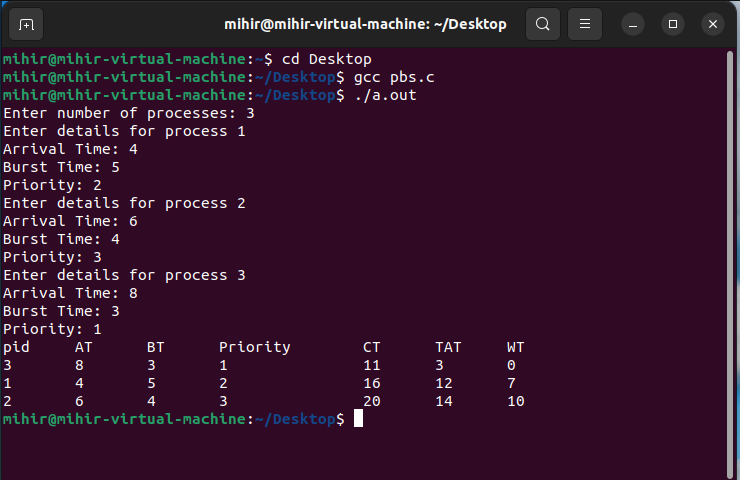 mihir@mihir-virtual-machine: ~/Desktop
mihir@mihir-virtual-machine:~$ cd Desktop
mihir@mihir-virtual-machine:~/Desktop$ gcc pbs.c
mihir@mihir-virtual-machine:~/Desktop$ ./a.out
Enter number of processes: 3
Enter details for process 1
Arrival Time: 4
Burst Time: 5
Priority: 2
Enter details for process 2
Arrival Time: 6
Burst Time: 4
Priority: 3
Enter details for process 3
Arrival Time: 8
Burst Time: 3
Priority: 1
pid AT BT Priority CT TAT WT
3 8 3 1 11 3 0
1 4 5 2 16 12 7
2 6 4 3 20 14 10
mihir@mihir-virtual-machine:~/Desktop$